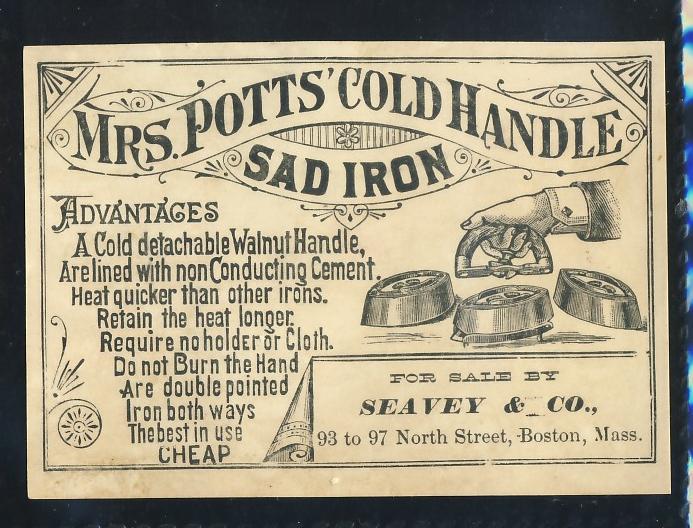 MRS. POTTS' COLD HANDLE
SAD IRON
ADVANTAGES
A Cold detachable Walnut Handle,
Are lined with non Conducting Cement.
Heat quicker than other irons.
Retain the heat longer.
Require no holder or Cloth.
Do not Burn the Hand
Are double pointed
Iron both ways
The best in use
CHEAP
FOR SALE BY
SEAVEY & CO.,
93 to 97 North Street, Boston, Mass.